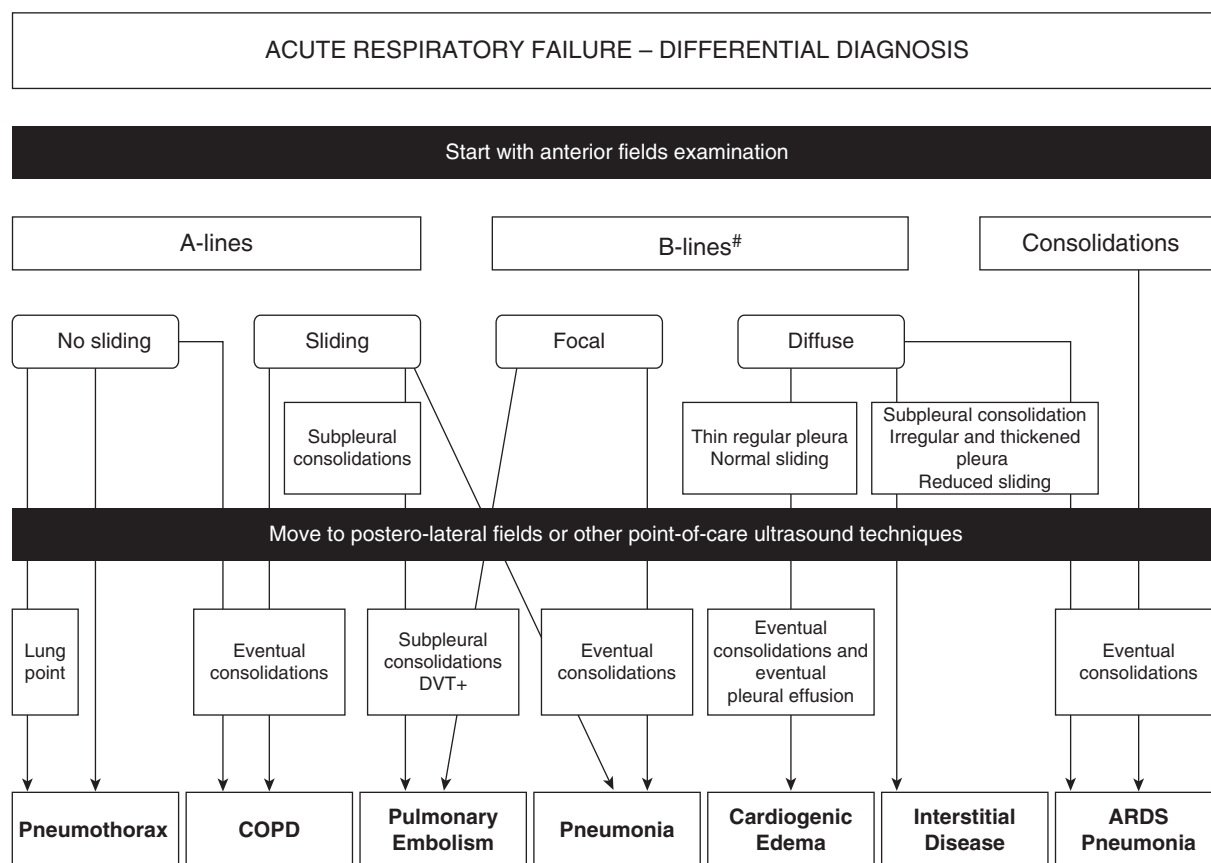 ACUTE RESPIRATORY FAILURE – DIFFERENTIAL DIAGNOSIS
Start with anterior fields examination
A-lines
B-lines#
Consolidations
No sliding
Sliding
Focal
Diffuse
Subpleural
consolidations
Thin regular pleura
Normal sliding
Subpleural consolidation
Irregular and thickened
pleura
Reduced sliding
Move to postero-lateral fields or other point-of-care ultrasound techniques
Lung
point
Eventual
consolidations
Subpleural
consolidations
DVT+
Eventual
consolidations
Eventual
consolidations and
eventual
pleural effusion
Eventual
consolidations
Pneumothorax
COPD
Pulmonary
Embolism
Pneumonia
Cardiogenic
Edema
Interstitial
Disease
ARDS
Pneumonia